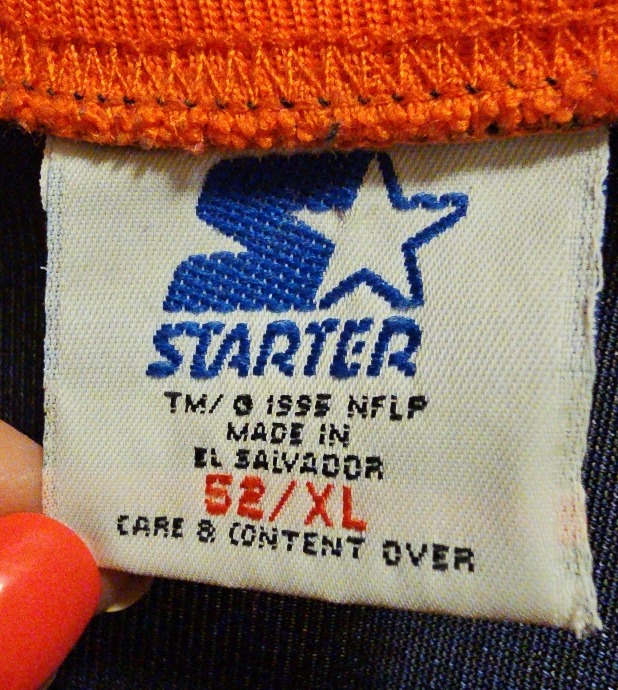 STARTER
TM/ © 1995 NFLP
MADE IN
EL SALVADOR
52/XL
CARE & CONTENT OVER